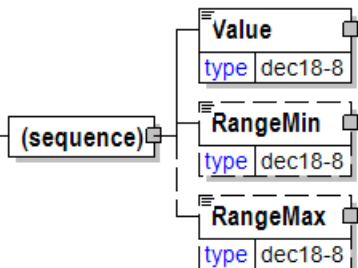 Value
type dec18-8
(sequence)
RangeMin
type dec18-8
RangeMax
type dec18-8